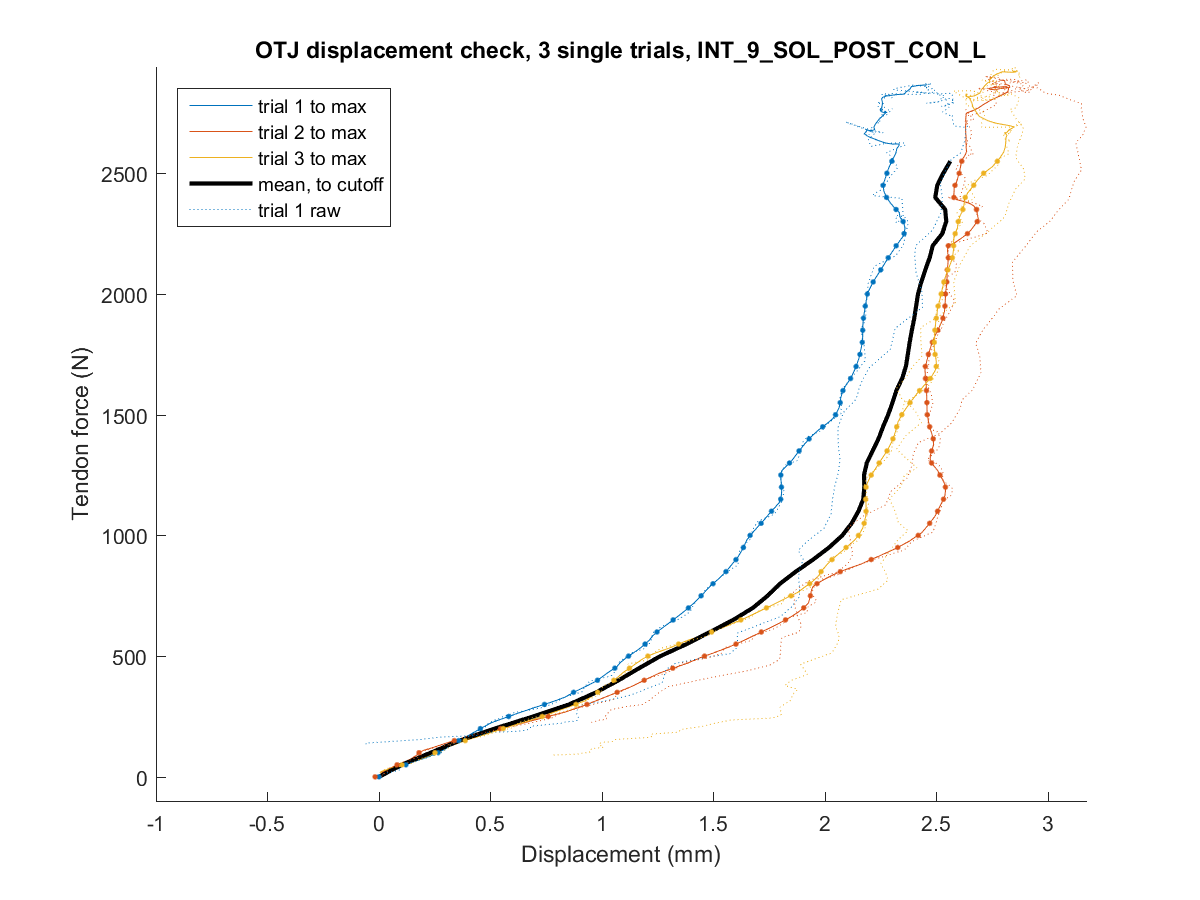 OTJ displacement check, 3 single trials, INT_9_SOL_POST_CON_L
trial 1 to max
trial 2 to max
trial 3 to max
mean, to cutoff
trial 1 raw
Tendon force (N)
2500
2000
1500
1000
500
0
-1 -0.5 0 0.5 1 1.5 2 2.5 3
Displacement (mm)